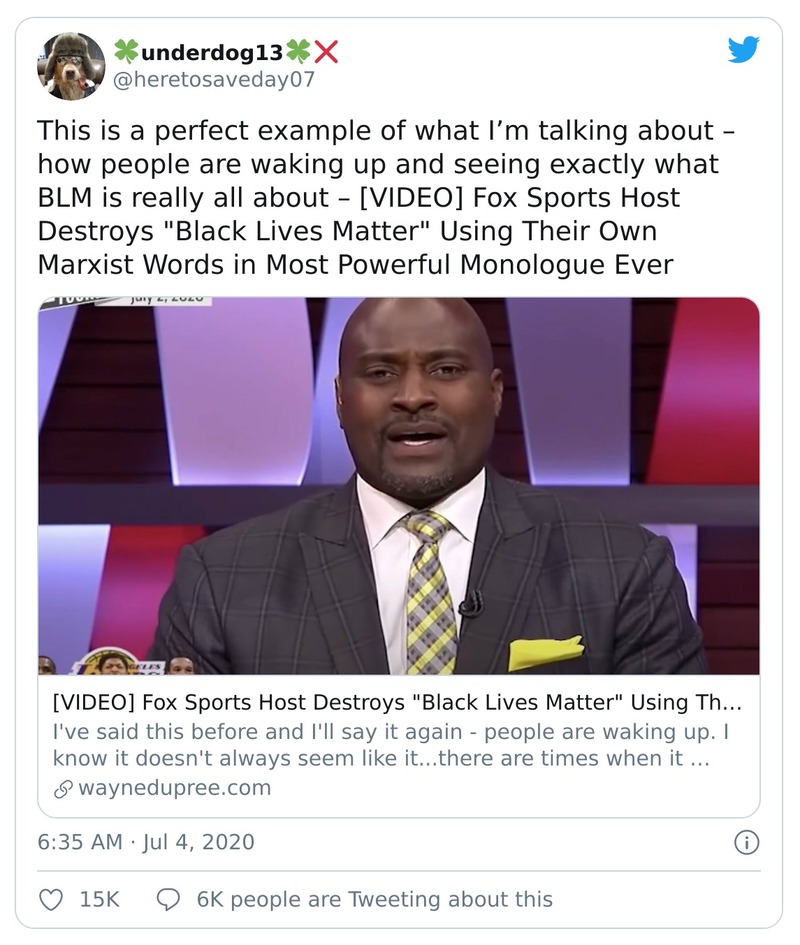 🍀underdog13🍀❌
@heretosaveday07
This is a perfect example of what I’m talking about –
how people are waking up and seeing exactly what
BLM is really all about – [VIDEO] Fox Sports Host
Destroys "Black Lives Matter" Using Their Own
Marxist Words in Most Powerful Monologue Ever
July 2, 2020
[VIDEO] Fox Sports Host Destroys "Black Lives Matter" Using Th...
I've said this before and I'll say it again - people are waking up. I
know it doesn't always seem like it...there are times when it ...
waynedupree.com
6:35 AM · Jul 4, 2020
15K
6K people are Tweeting about this